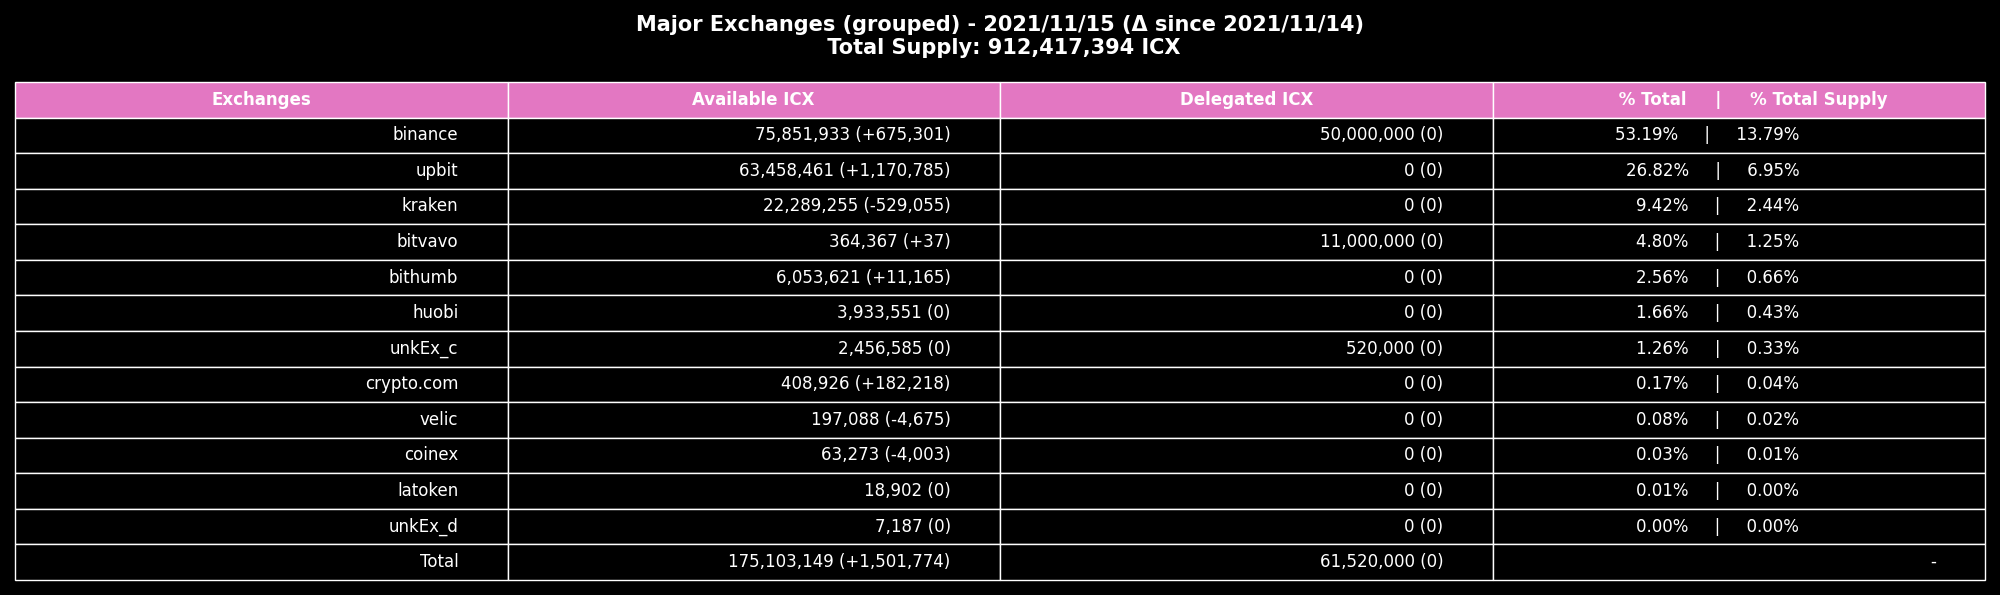 Major Exchanges (grouped) - 2021/11/15 (Δ since 2021/11/14)
Total Supply: 912,417,394 ICX
Exchanges Available ICX Delegated ICX % Total | % Total Supply
binance 75,851,933 (+675,301) 50,000,000 (0) 53.19% | 13.79%
upbit 63,458,461 (+1,170,785) 0 (0) 26.82% | 6.95%
kraken 22,289,255 (-529,055) 0 (0) 9.42% | 2.44%
bitvavo 364,367 (+37) 11,000,000 (0) 4.80% | 1.25%
bithumb 6,053,621 (+11,165) 0 (0) 2.56% | 0.66%
huobi 3,933,551 (0) 0 (0) 1.66% | 0.43%
unkEx_c 2,456,585 (0) 520,000 (0) 1.26% | 0.33%
crypto.com 408,926 (+182,218) 0 (0) 0.17% | 0.04%
velic 197,088 (-4,675) 0 (0) 0.08% | 0.02%
coinex 63,273 (-4,003) 0 (0) 0.03% | 0.01%
latoken 18,902 (0) 0 (0) 0.01% | 0.00%
unkEx_d 7,187 (0) 0 (0) 0.00% | 0.00%
Total 175,103,149 (+1,501,774) 61,520,000 (0) -